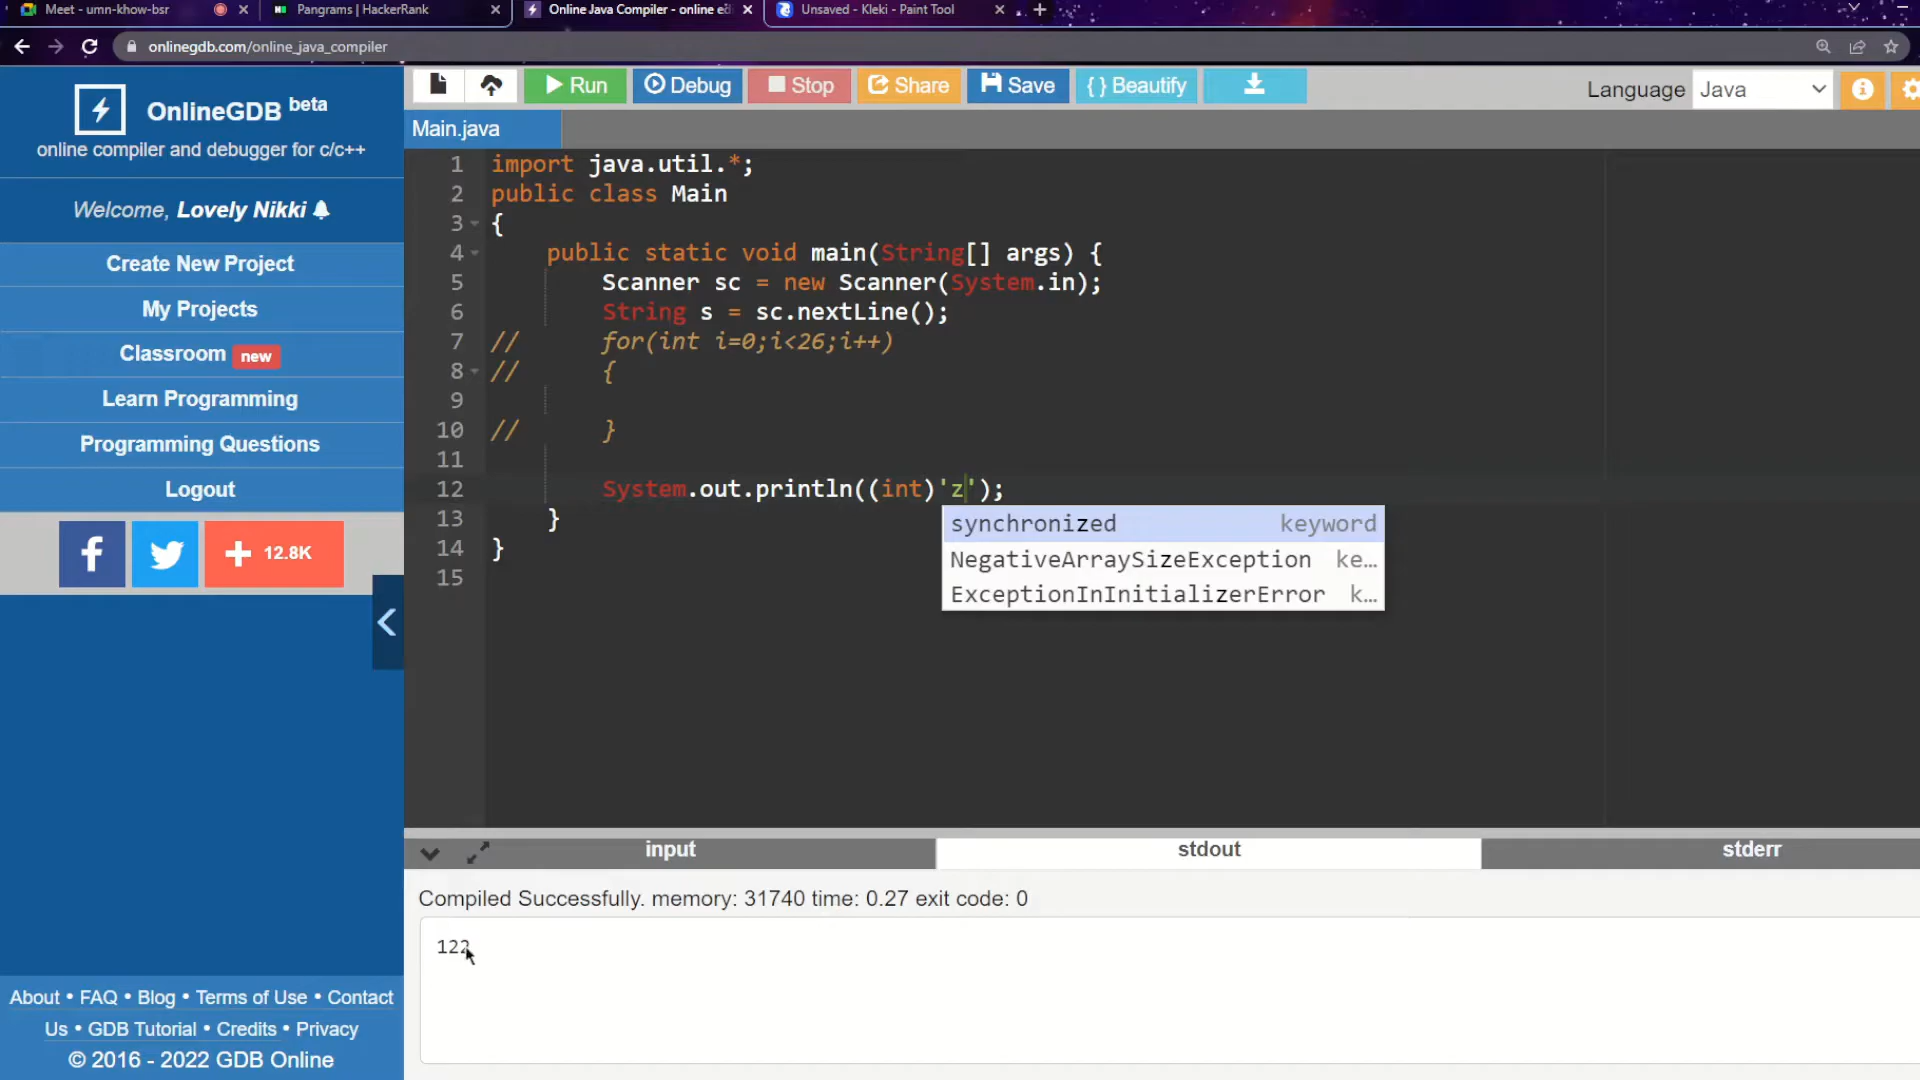 Meet - umn-khow-bsr
Pangrams | HackerRank
Online Java Compiler - online ed
Unsaved - Kleki - Paint Tool
onlinegdb.com/online_java_compiler
OnlineGDB beta
online compiler and debugger for c/c++
Welcome, Lovely Nikki
Create New Project
My Projects
Classroom new
Learn Programming
Programming Questions
Logout
f
+ 12.8K
About • FAQ • Blog • Terms of Use • Contact
Us • GDB Tutorial • Credits • Privacy
© 2016 - 2022 GDB Online
Run
Debug
Stop
Share
Save
{ } Beautify
Language Java
Main.java
1 import java.util.*;
2 public class Main
3 {
4 public static void main(String[] args) {
5 Scanner sc = new Scanner(System.in);
6 String s = sc.nextLine();
7 // for(int i=0;i<26;i++)
8 // {
9
10 // }
11
12 System.out.println((int)'z');
13 }
14 }
15
synchronized keyword
NegativeArraySizeException ke…
ExceptionInInitializerError k…
input
stdout
stderr
Compiled Successfully. memory: 31740 time: 0.27 exit code: 0
122